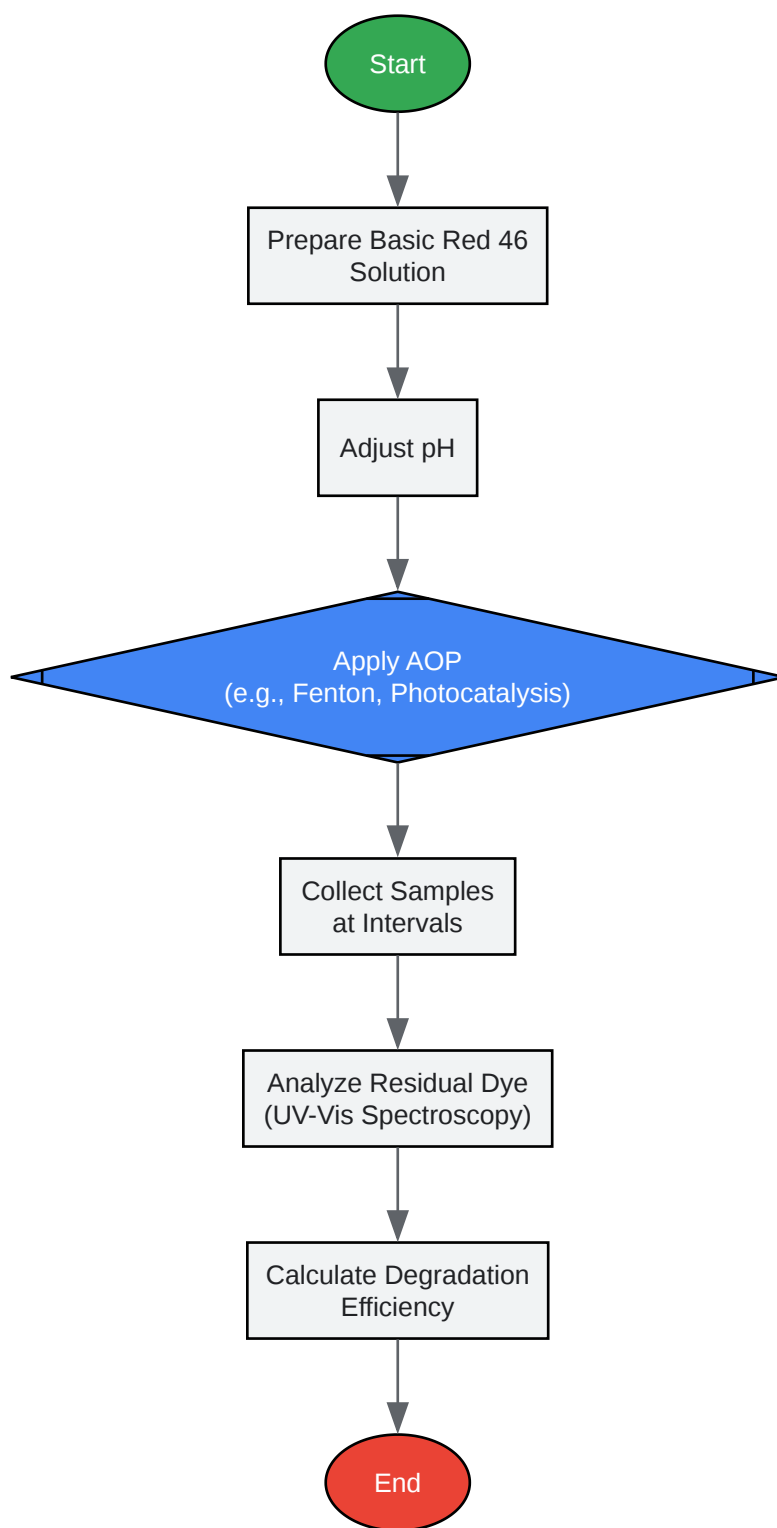 Start
Prepare Basic Red 46
Solution
Adjust pH
Apply AOP
(e.g., Fenton, Photocatalysis)
Collect Samples
at Intervals
Analyze Residual Dye
(UV-Vis Spectroscopy)
Calculate Degradation
Efficiency
End